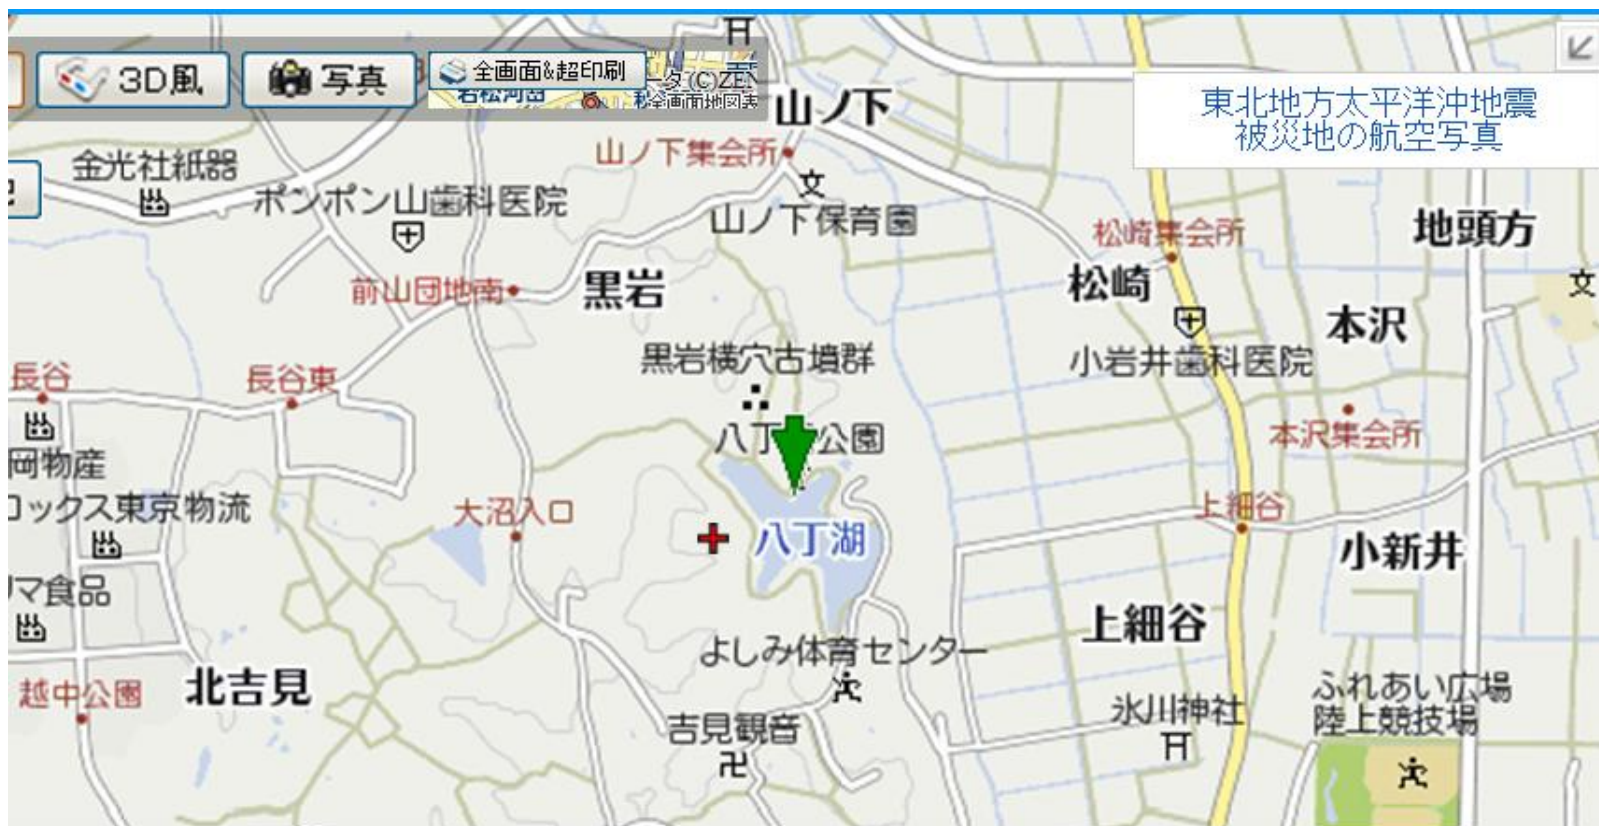 3D風
写真
全画面&超印刷
東北地方太平洋沖地震
被災地の航空写真
山ノ下
金光社紙器
山ノ下集会所
ポンポン山歯科医院
山ノ下保育園
松崎集会所
地頭方
前山団地南
黒岩
松崎
本沢
黒岩横穴古墳群
小岩井歯科医院
長谷
長谷東
八丁
公園
本沢集会所
物産
ロックス東京物流
大沼入口
上細谷
八丁湖
小新井
マ食品
上細谷
よしみ体育センター
越中公園
北吉見
ふれあい広場
陸上競技場
氷川神社
吉見観音